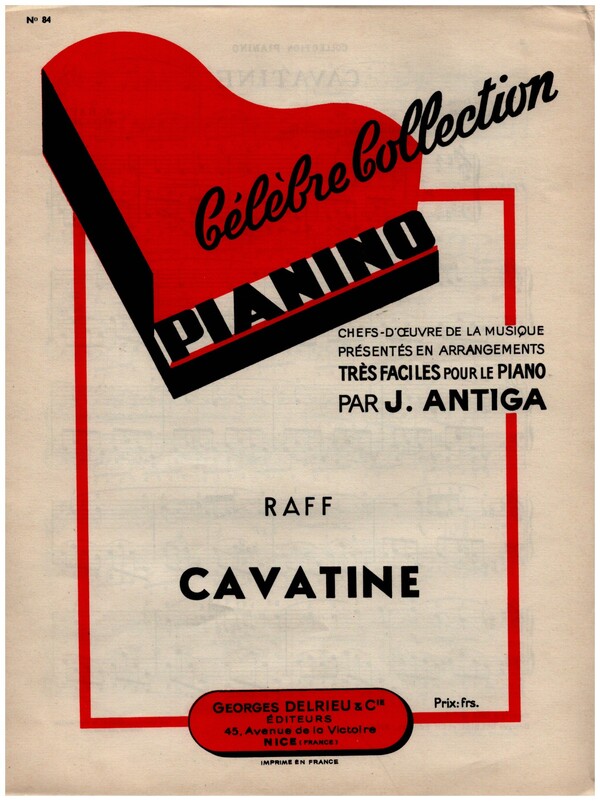 No 84
Célèbre Collection
PIANINO
CHEFS-D'ŒUVRE DE LA MUSIQUE
PRÉSENTÉS EN ARRANGEMENTS
TRÈS FACILES POUR LE PIANO
PAR J. ANTIGA
RAFF
CAVATINE
Prix: frs.
GEORGES DELRIEU & Cie
ÉDITEURS
45, Avenue de la Victoire
NICE (FRANCE)
IMPRIMÉ EN FRANCE